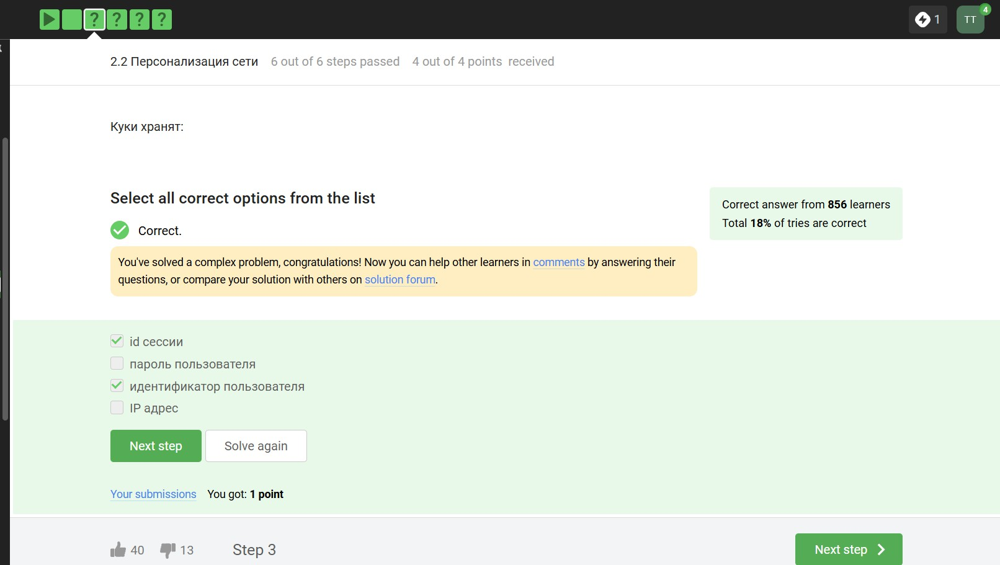 ? ? ? ?
1
TT
4
2.2 Персонализация сети 6 out of 6 steps passed 4 out of 4 points received
Куки хранят:
Select all correct options from the list
Correct answer from 856 learners
Total 18% of tries are correct
Correct.
You've solved a complex problem, congratulations! Now you can help other learners in comments by answering their
questions, or compare your solution with others on solution forum.
id сессии
пароль пользователя
идентификатор пользователя
IP адрес
Next step Solve again
Your submissions You got: 1 point
40 13 Step 3 Next step